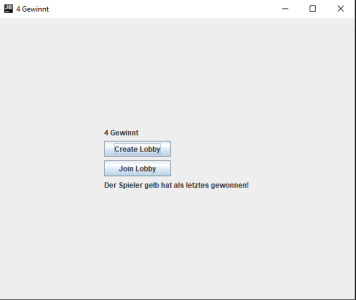 4 Gewinnt
4 Gewinnt
Create Lobby
Join Lobby
Der Spieler gelb hat als letztes gewonnen!